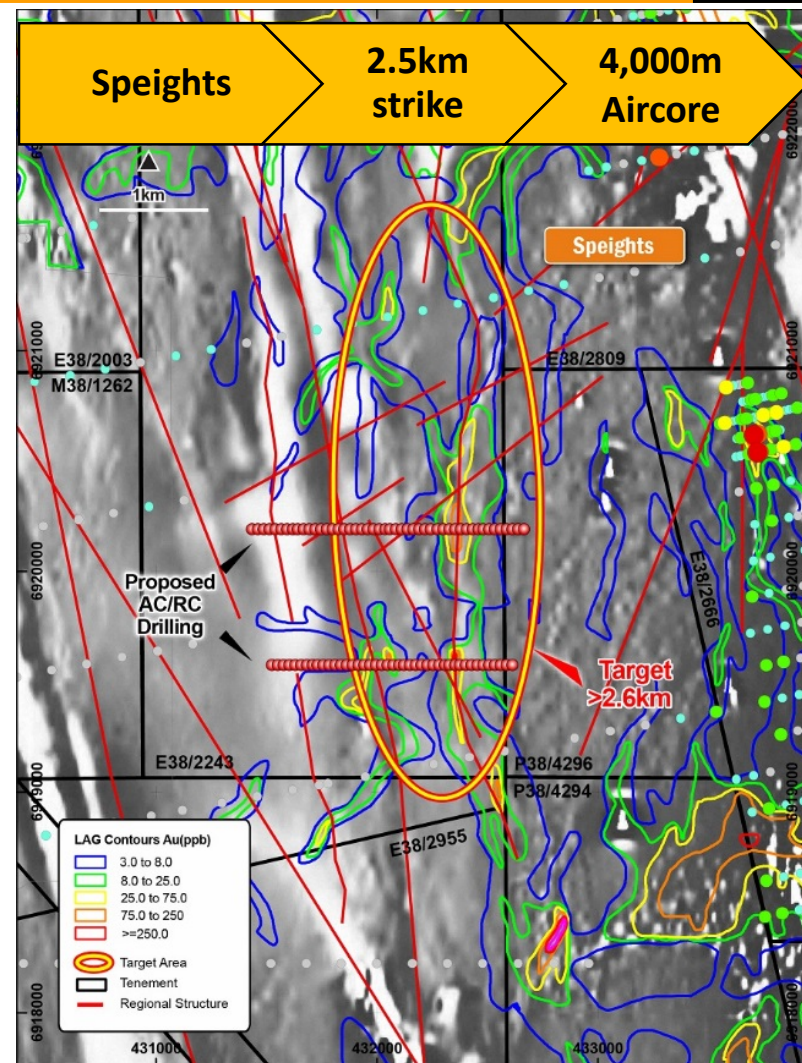 Speights
2.5km
strike
4,000m
Aircore
6922000
1km
Speights
6921000
6921000
E38/2003
M38/1262
E38/2809
6920000
6920000
E38/2666
Proposed
AC/RC
Drilling
Target
>2.6km
E38/2243
P38/4296
P38/4294
6919000
6919000
E38/2955
LAG Contours Au(ppb)
3.0 to 8.0
8.0 to 25.0
25.0 to 75.0
75.0 to 250
>=250.0
Target Area
Tenement
Regional Structure
6918000
6918000
431000
432000
433000